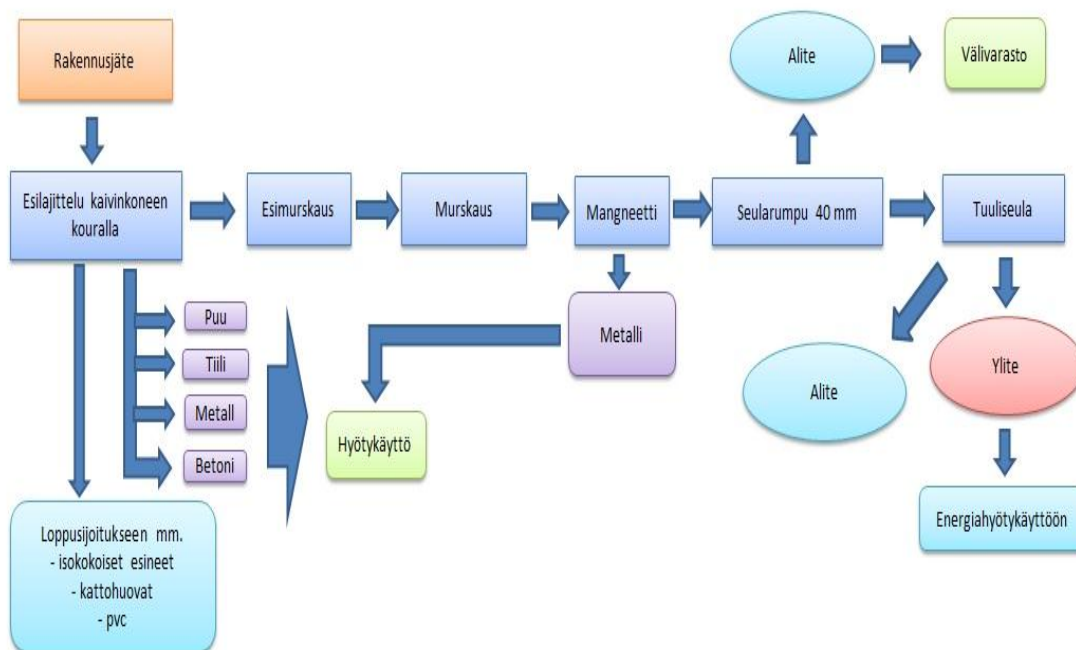 Rakennusjäte
Alite
Välivarasto
Esilajittelu kaivinkoneen
kouralla
Esimurskaus
Murskaus
Mangneetti
Seularumpu 40 mm
Tuuliseula
Puu
Tiili
Metall
Betoni
Hyötykäyttö
Metalli
Alite
Ylite
Energiahyötykäyttöön
Loppusijoitukseen mm.
- isokokoiset esineet
- kattohuovat
- pvc